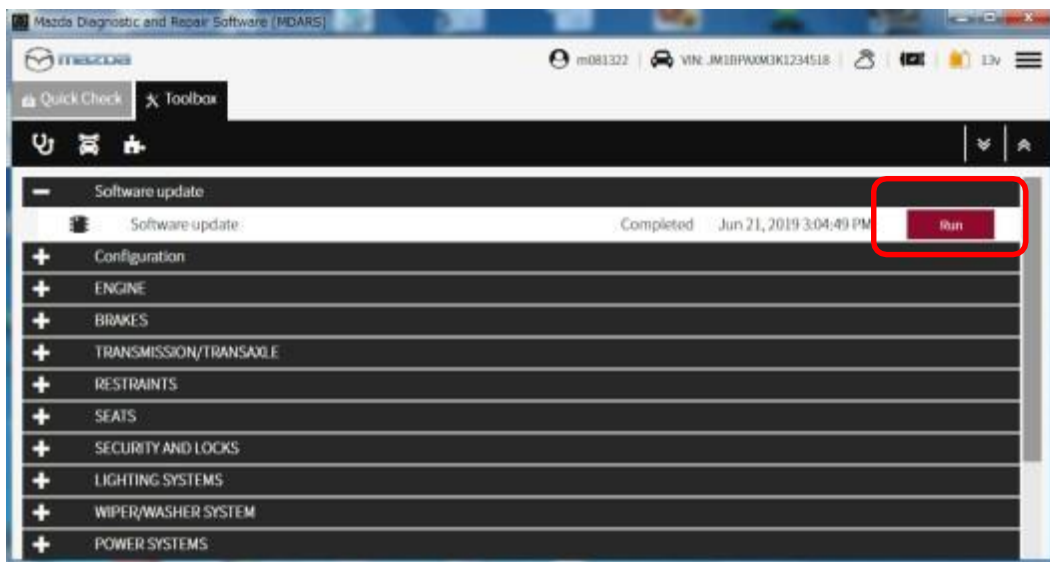 Mazda Diagnostic and Repair Software (MDARS)
mazda m081322 VIN: JM1BPAXM3K1234518 13v
Quick Check Toolbox
Software update
Software update Completed Jun 21, 2019 3:04:49 PM Run
Configuration
ENGINE
BRAKES
TRANSMISSION/TRANSAXLE
RESTRAINTS
SEATS
SECURITY AND LOCKS
LIGHTING SYSTEMS
WIPER/WASHER SYSTEM
POWER SYSTEMS